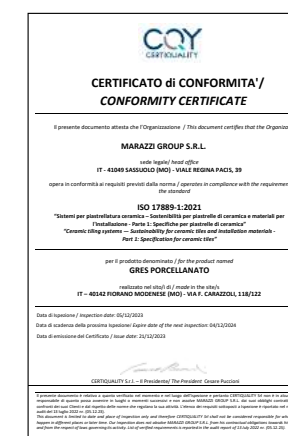 CQY
CERTIQUALITY
CERTIFICATO di CONFORMITA'/
CONFORMITY CERTIFICATE
Il presente documento attesta che l'Organizzazione / This document certifies that the Organiza
MARAZZI GROUP S.R.L.
sede legale/ head office
IT - 41049 SASSUOLO (MO) - VIALE REGINA PACIS, 39
opera in conformità ai requisiti previsti dalla norma / operates in compliance with the requiremen
the standard
ISO 17889-1:2021
"Sistemi per piastrellatura ceramica – Sostenibilità per piastrelle di ceramica e materiali per
l'installazione - Parte 1: Specifiche per piastrelle di ceramica"
"Ceramic tiling systems — Sustainability for ceramic tiles and installation materials -
Part 1: Specification for ceramic tiles"
per il prodotto denominato / for the product named
GRES PORCELLANATO
realizzato nel sito/i di / made in the site/s
IT – 40142 FIORANO MODENESE (MO) - VIA F. CARAZZOLI, 118/122
Data di Ispezione / Inspection date: 05/12/2023
Data di scadenza della prossima ispezione/ Expire date of the next inspection: 04/12/2024
Data di emissione del Certificato / Issue date: 21/12/2023
CERTIQUALITY S.r.l. – Il Presidente/ The President Cesare Puccioni